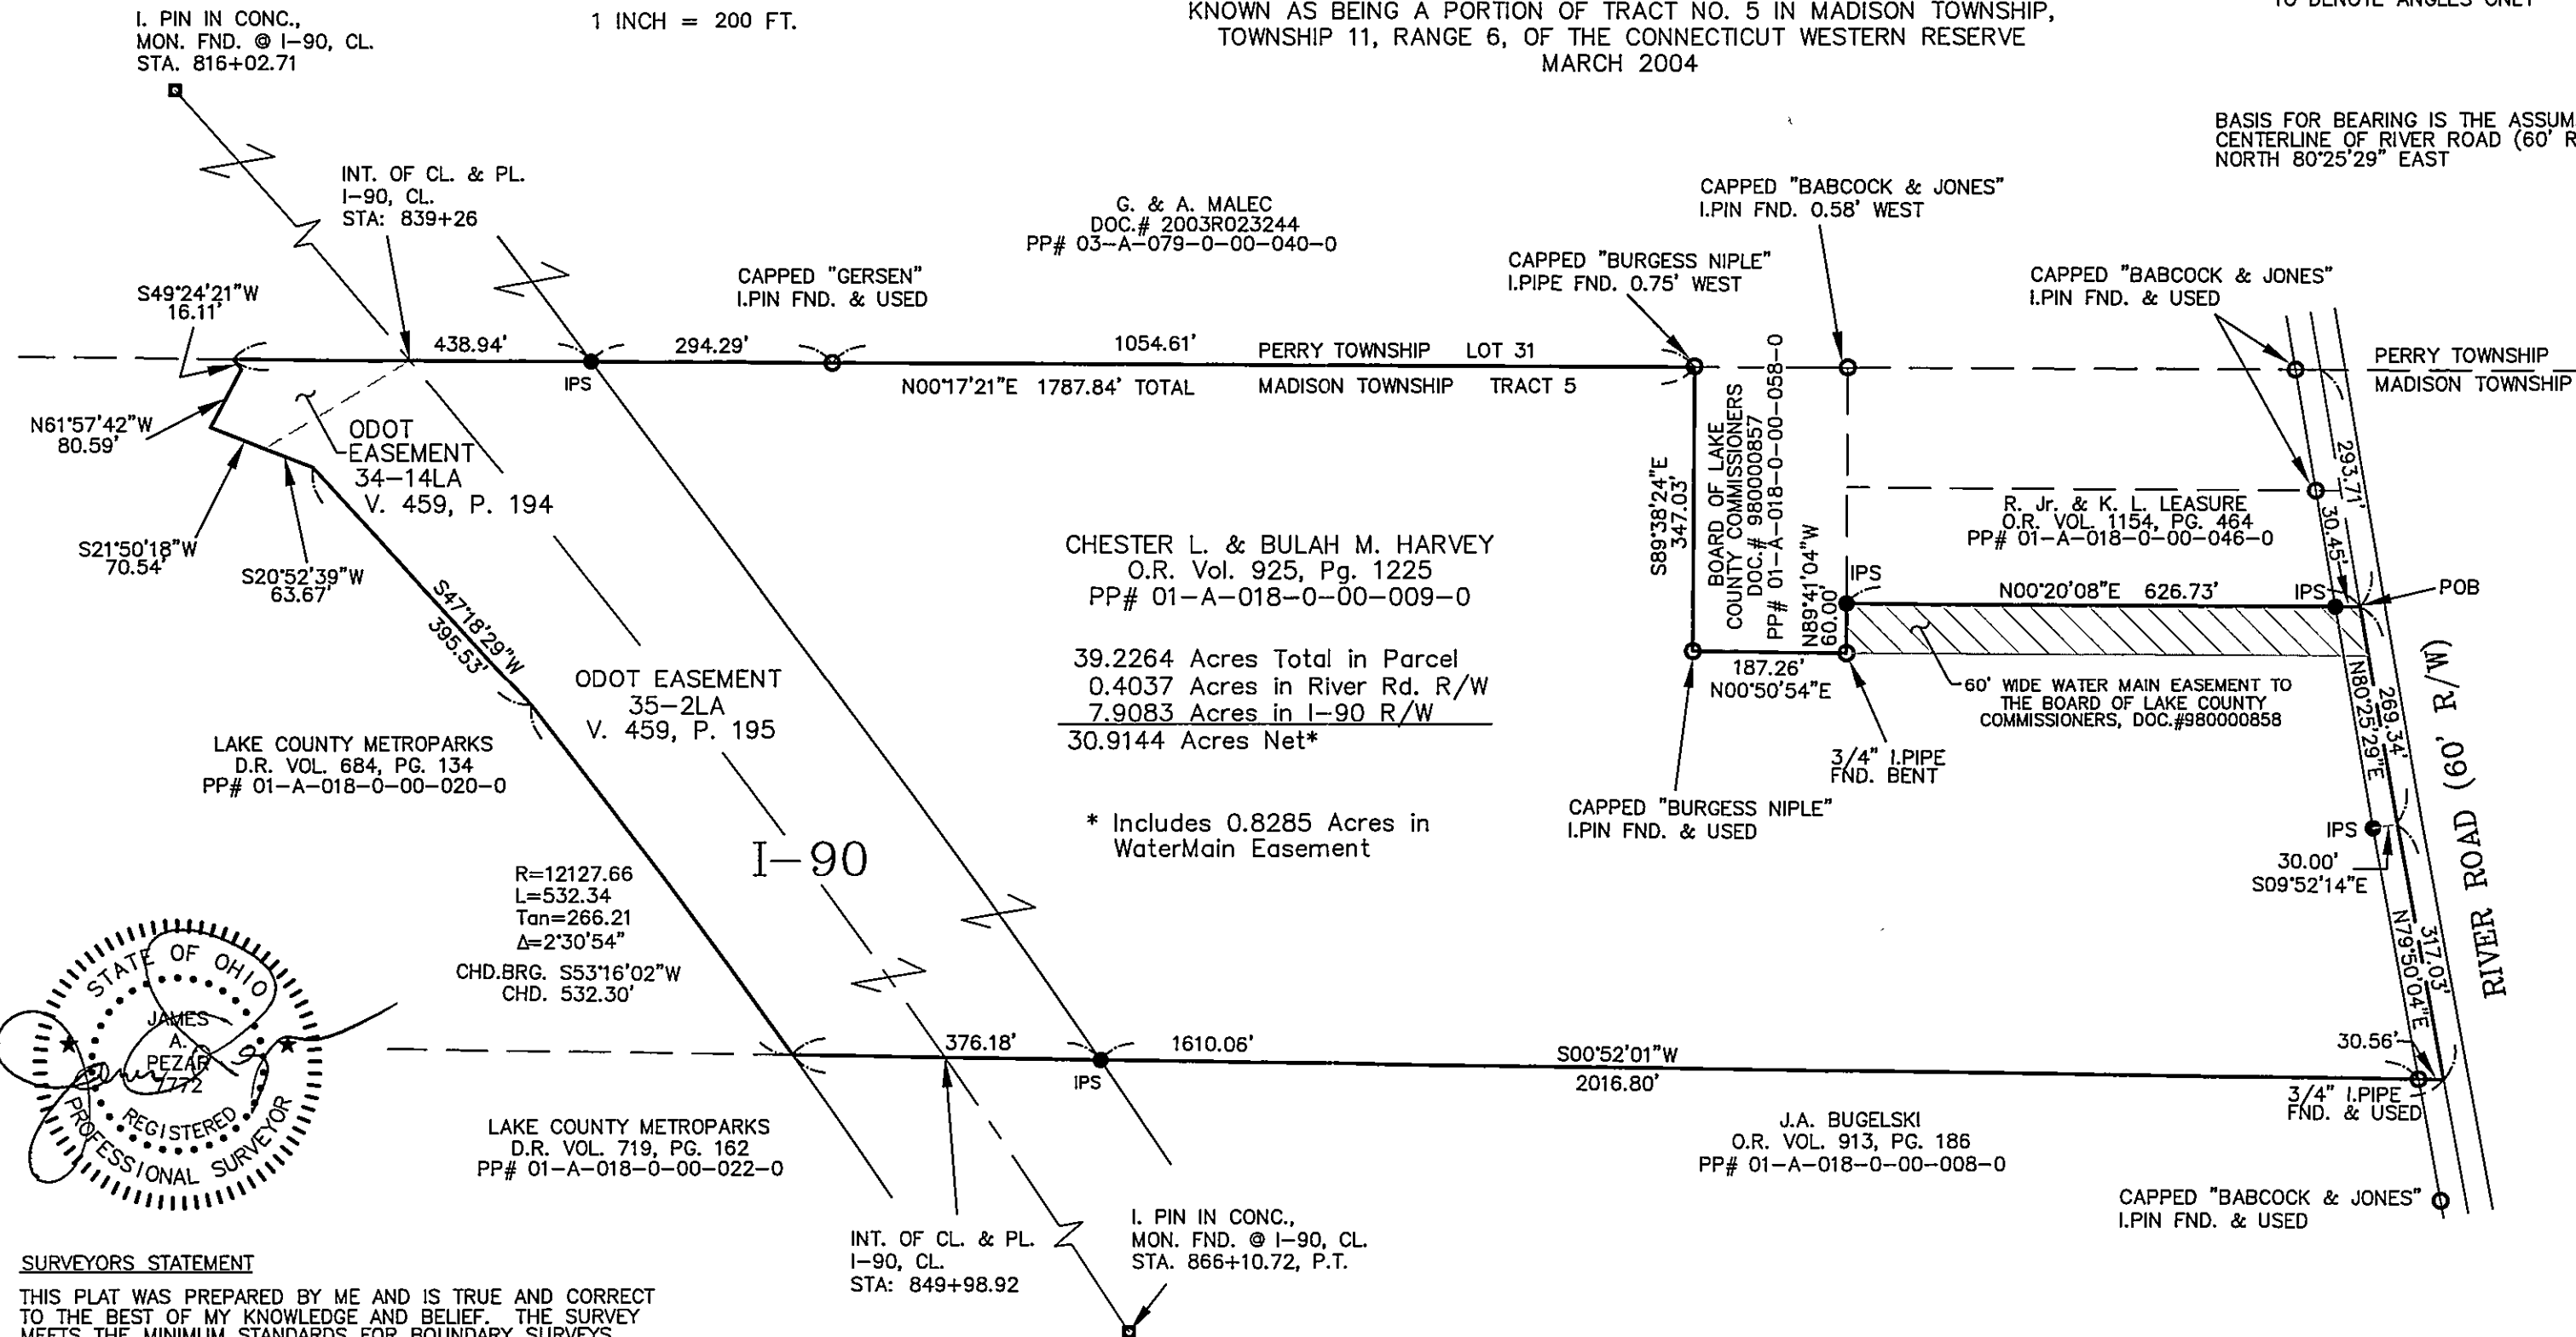 I. PIN IN CONC.,
MON. FND. @ I-90, CL.
STA. 816+02.71
1 INCH = 200 FT.
KNOWN AS BEING A PORTION OF TRACT NO. 5 IN MADISON TOWNSHIP,
TOWNSHIP 11, RANGE 6, OF THE CONNECTICUT WESTERN RESERVE
MARCH 2004
TO DENOTE ANGLES ONLY
BASIS FOR BEARING IS THE ASSUM
CENTERLINE OF RIVER ROAD (60' R
NORTH 80°25'29" EAST
INT. OF CL. & PL.
I-90, CL.
STA: 839+26
G. & A. MALEC
DOC.# 2003R023244
PP# 03-A-079-0-00-040-0
CAPPED "BABCOCK & JONES"
I.PIN FND. 0.58' WEST
CAPPED "GERSEN"
I.PIN FND. & USED
CAPPED "BURGESS NIPLE"
I.PIPE FND. 0.75' WEST
CAPPED "BABCOCK & JONES"
I.PIN FND. & USED
S49°24'21"W
16.11'
438.94'
294.29'
1054.61'
PERRY TOWNSHIP LOT 31
PERRY TOWNSHIP
IPS
N00°17'21"E 1787.84' TOTAL
MADISON TOWNSHIP TRACT 5
MADISON TOWNSHIP
N61°57'42"W
80.59'
ODOT
EASEMENT
34-14LA
V. 459, P. 194
S21°50'18"W
70.54'
S20°52'39"W
63.67'
S47°18'29"W
395.53'
CHESTER L. & BULAH M. HARVEY
O.R. Vol. 925, Pg. 1225
PP# 01-A-018-0-00-009-0
39.2264 Acres Total in Parcel
0.4037 Acres in River Rd. R/W
7.9083 Acres in I-90 R/W
30.9144 Acres Net*
* Includes 0.8285 Acres in
WaterMain Easement
S89°38'24"E
347.03'
BOARD OF LAKE
COUNTY COMMISSIONERS
DOC.# 980000857
PP# 01-A-018-0-00-058-0
N89°41'04"W
60.00'
187.26'
N00°50'54"E
R. Jr. & K. L. LEASURE
O.R. VOL. 1154, PG. 464
PP# 01-A-018-0-00-046-0
293.71'
30.45'
IPS
N00°20'08"E 626.73'
IPS
POB
60' WIDE WATER MAIN EASEMENT TO
THE BOARD OF LAKE COUNTY
COMMISSIONERS, DOC.#980000858
3/4" I.PIPE
FND. BENT
CAPPED "BURGESS NIPLE"
I.PIN FND. & USED
269.34'
N80°25'29"E
RIVER ROAD (60' R/W)
IPS
30.00'
S09°52'14"E
317.03'
N79°50'04"E
30.56'
ODOT EASEMENT
35-2LA
V. 459, P. 195
LAKE COUNTY METROPARKS
D.R. VOL. 684, PG. 134
PP# 01-A-018-0-00-020-0
I-90
R=12127.66
L=532.34
Tan=266.21
Δ=2°30'54"
CHD.BRG. S53°16'02"W
CHD. 532.30'
376.18'
1610.06'
IPS
S00°52'01"W
2016.80'
3/4" I.PIPE
FND. & USED
STATE OF OHIO
JAMES
A.
PEZAR
7772
REGISTERED
PROFESSIONAL SURVEYOR
LAKE COUNTY METROPARKS
D.R. VOL. 719, PG. 162
PP# 01-A-018-0-00-022-0
J.A. BUGELSKI
O.R. VOL. 913, PG. 186
PP# 01-A-018-0-00-008-0
CAPPED "BABCOCK & JONES"
I.PIN FND. & USED
INT. OF CL. & PL.
I-90, CL.
STA: 849+98.92
I. PIN IN CONC.,
MON. FND. @ I-90, CL.
STA. 866+10.72, P.T.
SURVEYORS STATEMENT
THIS PLAT WAS PREPARED BY ME AND IS TRUE AND CORRECT
TO THE BEST OF MY KNOWLEDGE AND BELIEF. THE SURVEY
MEETS THE MINIMUM STANDARDS FOR BOUNDARY SURVEYS